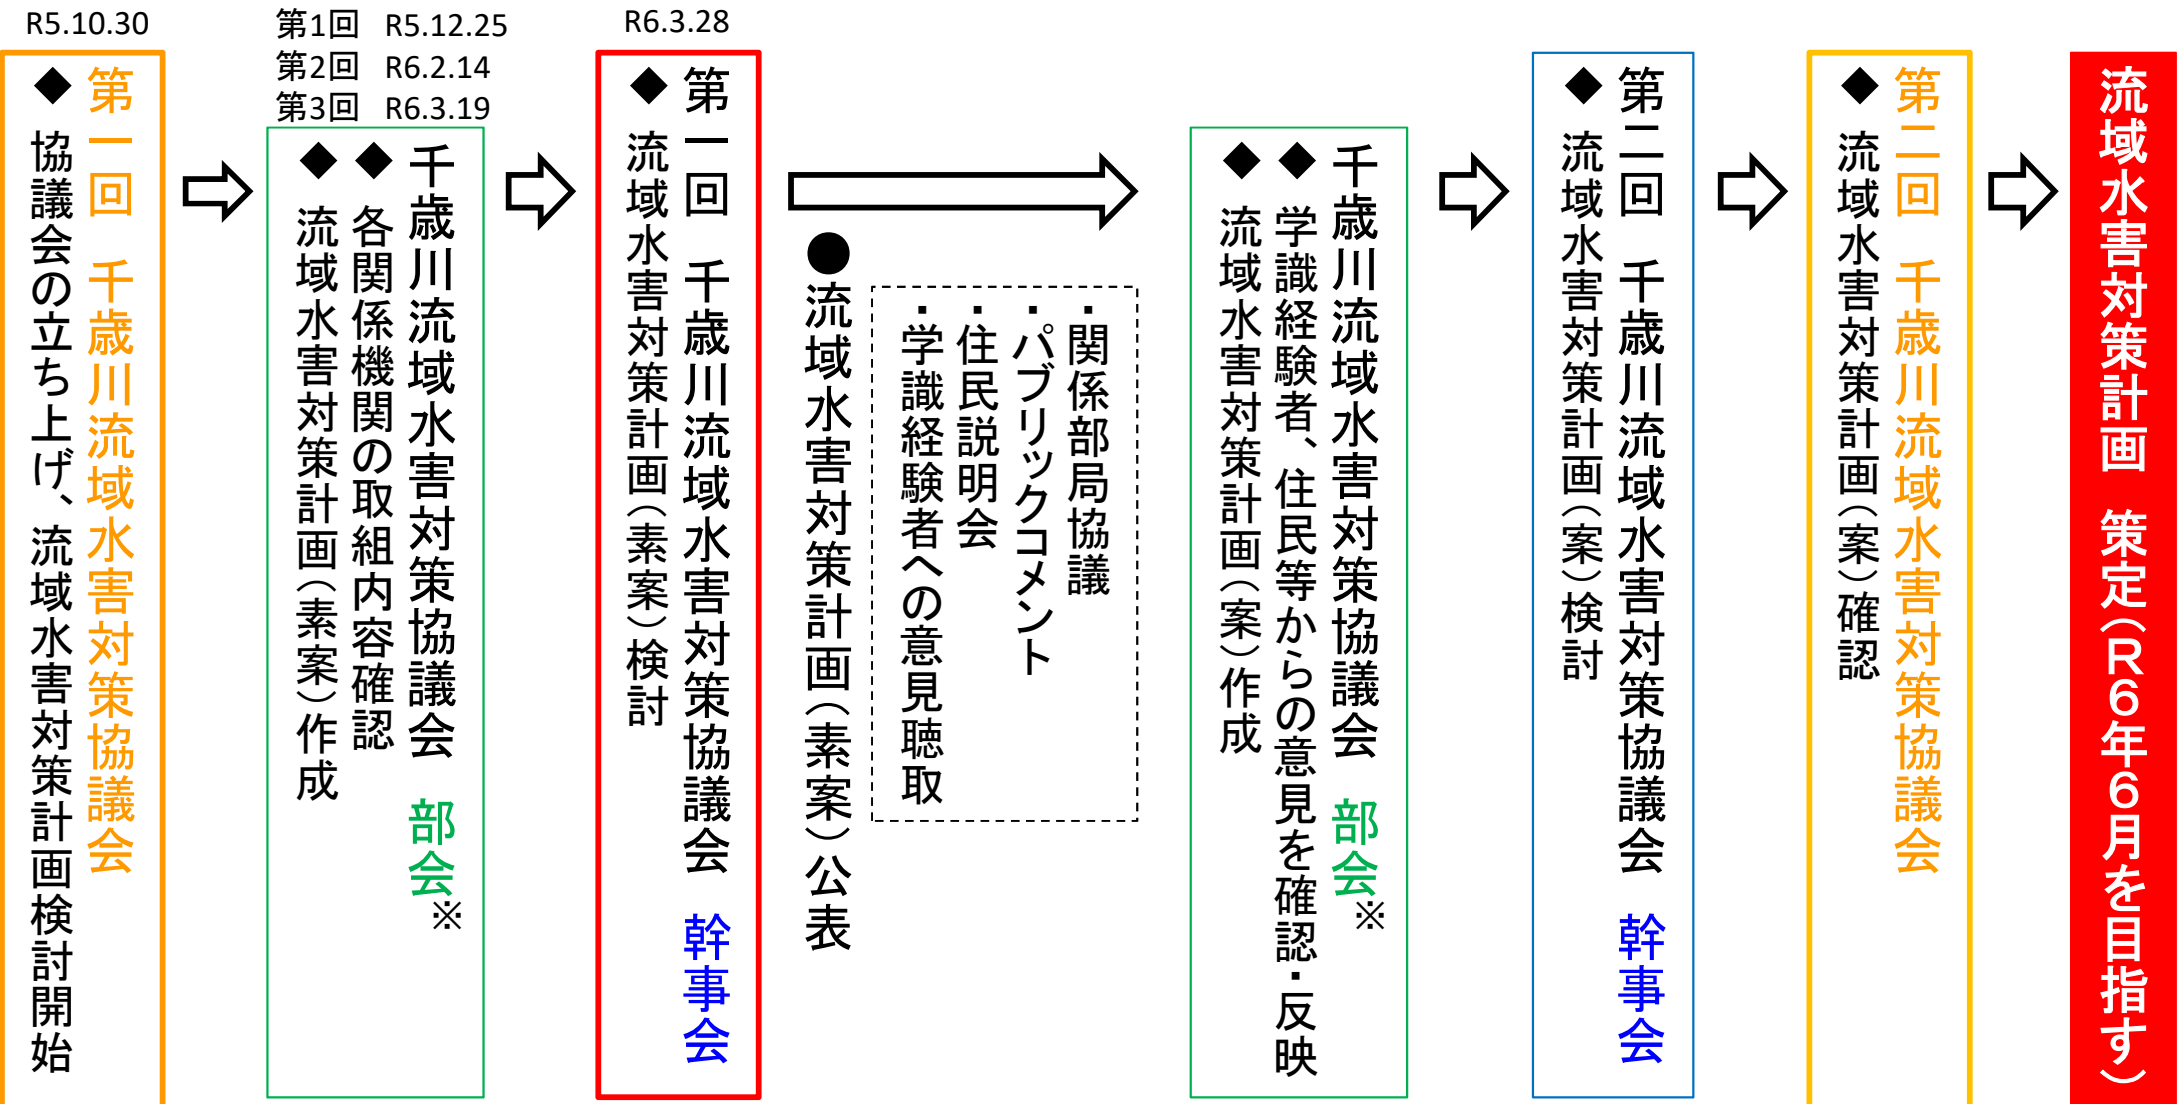 R5.10.30
第一回　千歳川流域水害対策協議会
◆　協議会の立ち上げ、流域水害対策計画検討開始
第1回　R5.12.25
第2回　R6.2.14
第3回　R6.3.19
千歳川流域水害対策協議会　部会※
◆　各関係機関の取組内容確認
◆　流域水害対策計画（素案）作成
R6.3.28
第一回　千歳川流域水害対策協議会　幹事会
◆　流域水害対策計画（素案）検討
●流域水害対策計画（素案）公表
・関係部局協議
・パブリックコメント
・住民説明会
・学識経験者への意見聴取
千歳川流域水害対策協議会　部会※
◆　学識経験者、住民等からの意見を確認・反映
◆　流域水害対策計画（案）作成
第二回　千歳川流域水害対策協議会　幹事会
◆　流域水害対策計画（案）検討
第二回　千歳川流域水害対策協議会
◆　流域水害対策計画（案）確認
流域水害対策計画　策定（R6年6月を目指す）